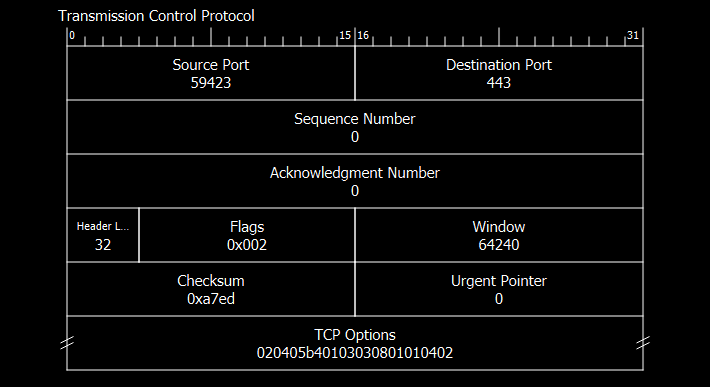 Transmission Control Protocol
0 15 16 31
Source Port Destination Port
59423 443
Sequence Number
0
Acknowledgment Number
0
Header L... Flags Window
32 0x002 64240
Checksum Urgent Pointer
0xa7ed 0
TCP Options
020405b40103030801010402